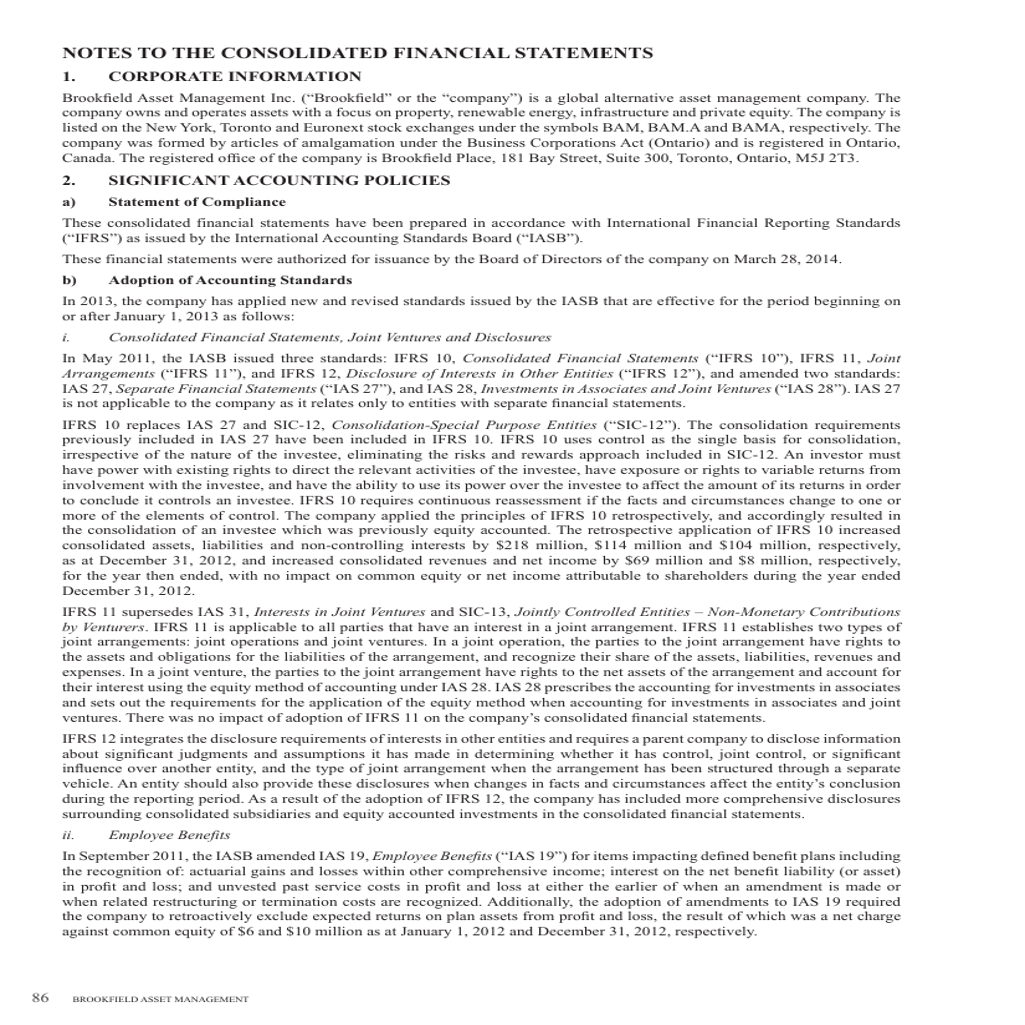 NOTES TO THE CONSOLIDATED FINANCIAL STATEMENTS
1. CORPORATE INFORMATION
Brookfield Asset Management Inc. (“Brookfield” or the “company”) is a global alternative asset management company. The
company owns and operates assets with a focus on property, renewable energy, infrastructure and private equity. The company is
listed on the New York, Toronto and Euronext stock exchanges under the symbols BAM, BAM.A and BAMA, respectively. The
company was formed by articles of amalgamation under the Business Corporations Act (Ontario) and is registered in Ontario,
Canada. The registered office of the company is Brookfield Place, 181 Bay Street, Suite 300, Toronto, Ontario, M5J 2T3.
2. SIGNIFICANT ACCOUNTING POLICIES
a) Statement of Compliance
These consolidated financial statements have been prepared in accordance with International Financial Reporting Standards
(“IFRS”) as issued by the International Accounting Standards Board (“IASB”).
These financial statements were authorized for issuance by the Board of Directors of the company on March 28, 2014.
b) Adoption of Accounting Standards
In 2013, the company has applied new and revised standards issued by the IASB that are effective for the period beginning on
or after January 1, 2013 as follows:
i. Consolidated Financial Statements, Joint Ventures and Disclosures
In May 2011, the IASB issued three standards: IFRS 10, Consolidated Financial Statements (“IFRS 10”), IFRS 11, Joint
Arrangements (“IFRS 11”), and IFRS 12, Disclosure of Interests in Other Entities (“IFRS 12”), and amended two standards:
IAS 27, Separate Financial Statements (“IAS 27”), and IAS 28, Investments in Associates and Joint Ventures (“IAS 28”). IAS 27
is not applicable to the company as it relates only to entities with separate financial statements.
IFRS 10 replaces IAS 27 and SIC-12, Consolidation-Special Purpose Entities (“SIC-12”). The consolidation requirements
previously included in IAS 27 have been included in IFRS 10. IFRS 10 uses control as the single basis for consolidation,
irrespective of the nature of the investee, eliminating the risks and rewards approach included in SIC-12. An investor must
have power with existing rights to direct the relevant activities of the investee, have exposure or rights to variable returns from
involvement with the investee, and have the ability to use its power over the investee to affect the amount of its returns in order
to conclude it controls an investee. IFRS 10 requires continuous reassessment if the facts and circumstances change to one or
more of the elements of control. The company applied the principles of IFRS 10 retrospectively, and accordingly resulted in
the consolidation of an investee which was previously equity accounted. The retrospective application of IFRS 10 increased
consolidated assets, liabilities and non-controlling interests by $218 million, $114 million and $104 million, respectively,
as at December 31, 2012, and increased consolidated revenues and net income by $69 million and $8 million, respectively,
for the year then ended, with no impact on common equity or net income attributable to shareholders during the year ended
December 31, 2012.
IFRS 11 supersedes IAS 31, Interests in Joint Ventures and SIC-13, Jointly Controlled Entities – Non-Monetary Contributions
by Venturers. IFRS 11 is applicable to all parties that have an interest in a joint arrangement. IFRS 11 establishes two types of
joint arrangements: joint operations and joint ventures. In a joint operation, the parties to the joint arrangement have rights to
the assets and obligations for the liabilities of the arrangement, and recognize their share of the assets, liabilities, revenues and
expenses. In a joint venture, the parties to the joint arrangement have rights to the net assets of the arrangement and account for
their interest using the equity method of accounting under IAS 28. IAS 28 prescribes the accounting for investments in associates
and sets out the requirements for the application of the equity method when accounting for investments in associates and joint
ventures. There was no impact of adoption of IFRS 11 on the company’s consolidated financial statements.
IFRS 12 integrates the disclosure requirements of interests in other entities and requires a parent company to disclose information
about significant judgments and assumptions it has made in determining whether it has control, joint control, or significant
influence over another entity, and the type of joint arrangement when the arrangement has been structured through a separate
vehicle. An entity should also provide these disclosures when changes in facts and circumstances affect the entity’s conclusion
during the reporting period. As a result of the adoption of IFRS 12, the company has included more comprehensive disclosures
surrounding consolidated subsidiaries and equity accounted investments in the consolidated financial statements.
ii. Employee Benefits
In September 2011, the IASB amended IAS 19, Employee Benefits (“IAS 19”) for items impacting defined benefit plans including
the recognition of: actuarial gains and losses within other comprehensive income; interest on the net benefit liability (or asset)
in profit and loss; and unvested past service costs in profit and loss at either the earlier of when an amendment is made or
when related restructuring or termination costs are recognized. Additionally, the adoption of amendments to IAS 19 required
the company to retroactively exclude expected returns on plan assets from profit and loss, the result of which was a net charge
against common equity of $6 and $10 million as at January 1, 2012 and December 31, 2012, respectively.
86 BROOKFIELD ASSET MANAGEMENT